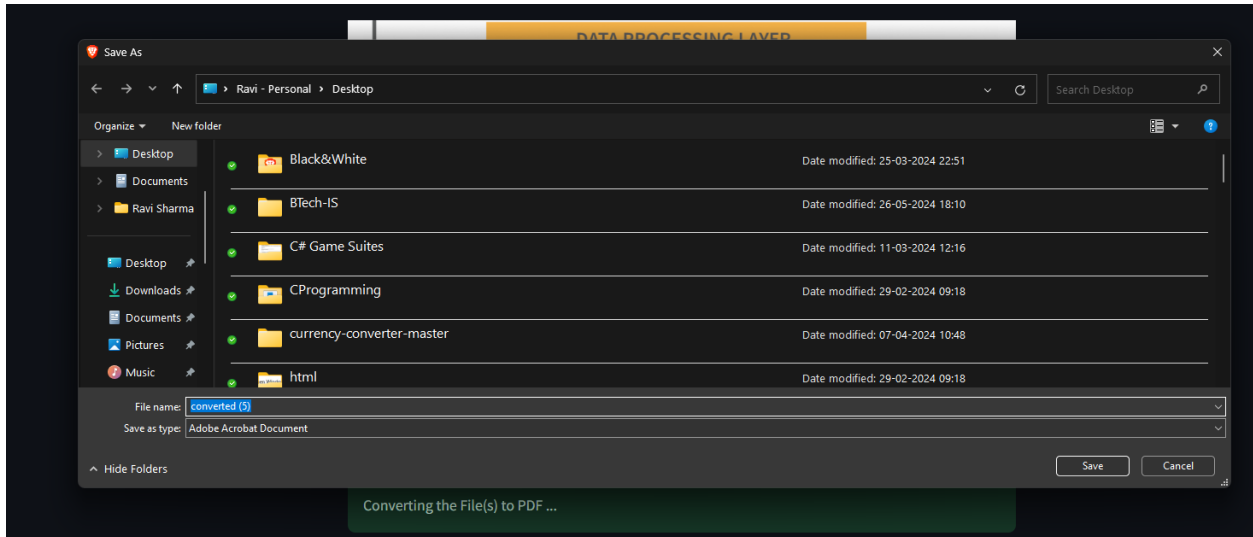 DATA PROCESSING LAYER
Save As
Ravi - Personal > Desktop
Search Desktop
Organize
New folder
Desktop
Documents
Ravi Sharma
Desktop
Downloads
Documents
Pictures
Music
Black&White Date modified: 25-03-2024 22:51
BTech-IS Date modified: 26-05-2024 18:10
C# Game Suites Date modified: 11-03-2024 12:16
CProgramming Date modified: 29-02-2024 09:18
currency-converter-master Date modified: 07-04-2024 10:48
html Date modified: 29-02-2024 09:18
File name: converted (5)
Save as type: Adobe Acrobat Document
Hide Folders
Save
Cancel
Converting the File(s) to PDF ...